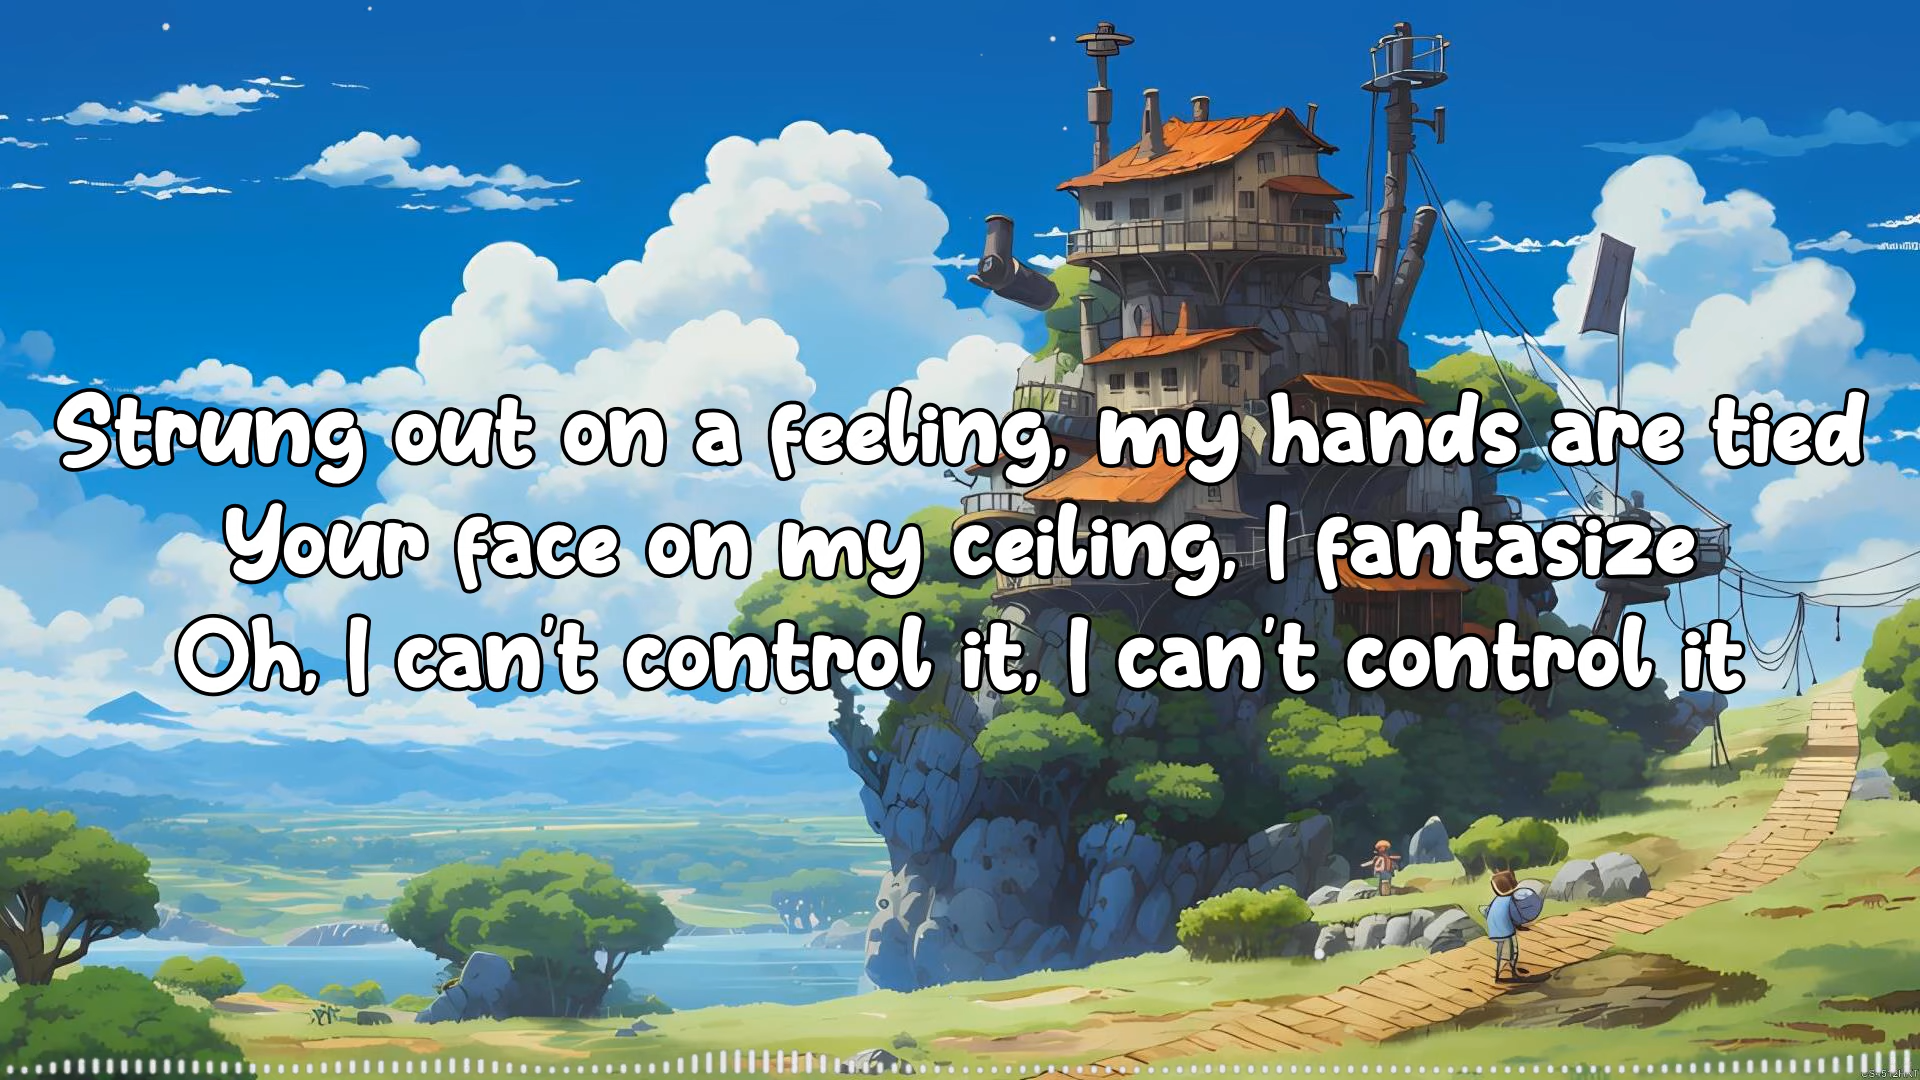 Strung out on a feeling, my hands are tied
Your face on my ceiling, I fantasize
Oh, I can't control it, I can't control it